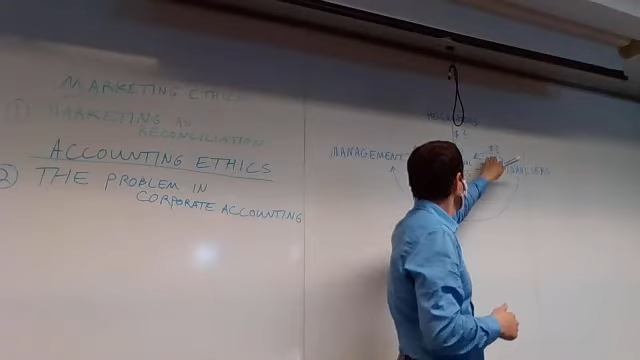 MARKETING ETHICS
① MARKETING AS
RECONCILIATION
ACCOUNTING ETHICS
② THE PROBLEM IN
CORPORATE ACCOUNTING
$?
MANAGEMENT
$?